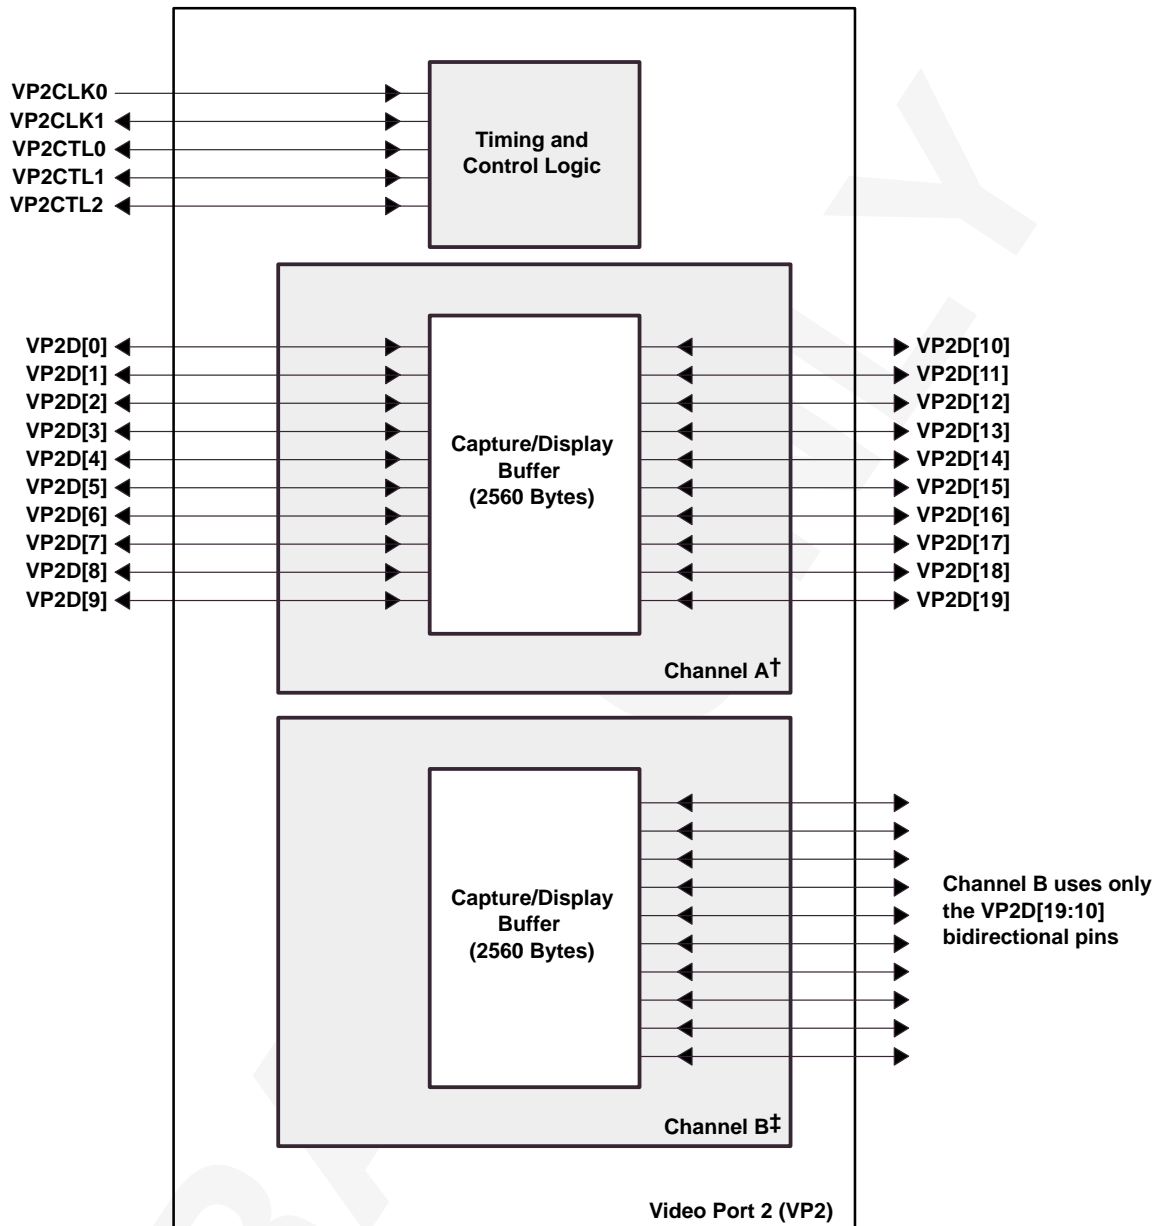 VP2CLK0
VP2CLK1
VP2CTL0
VP2CTL1
VP2CTL2
Timing and
Control Logic
VP2D[0]
VP2D[1]
VP2D[2]
VP2D[3]
VP2D[4]
VP2D[5]
VP2D[6]
VP2D[7]
VP2D[8]
VP2D[9]
Capture/Display
Buffer
(2560 Bytes)
VP2D[10]
VP2D[11]
VP2D[12]
VP2D[13]
VP2D[14]
VP2D[15]
VP2D[16]
VP2D[17]
VP2D[18]
VP2D[19]
Channel A†
Capture/Display
Buffer
(2560 Bytes)
Channel B uses only
the VP2D[19:10]
bidirectional pins
Channel B‡
Video Port 2 (VP2)